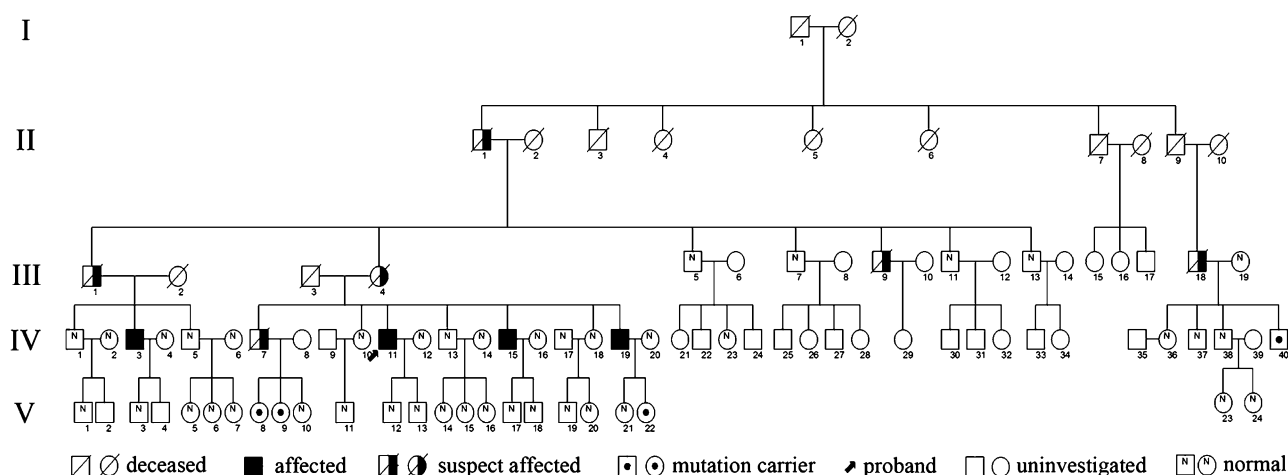 I
1 2
II
1 2 3 4 5 6 7 8 9 10
III
N N N N N
1 2 3 4 5 6 7 8 9 10 11 12 13 14 15 16 17 18 19
IV
N N N N N N N N N N N N N N N N N
1 2 3 4 5 6 7 8 9 10 11 12 13 14 15 16 17 18 19 20 21 22 23 24 25 26 27 28 29 30 31 32 33 34 35 36 37 38 39 40
V
N N N N N N N N N N N N N N N N N N N
1 2 3 4 5 6 7 8 9 10 11 12 13 14 15 16 17 18 19 20 21 22 23 24
deceased affected suspect affected mutation carrier proband uninvestigated N N normal